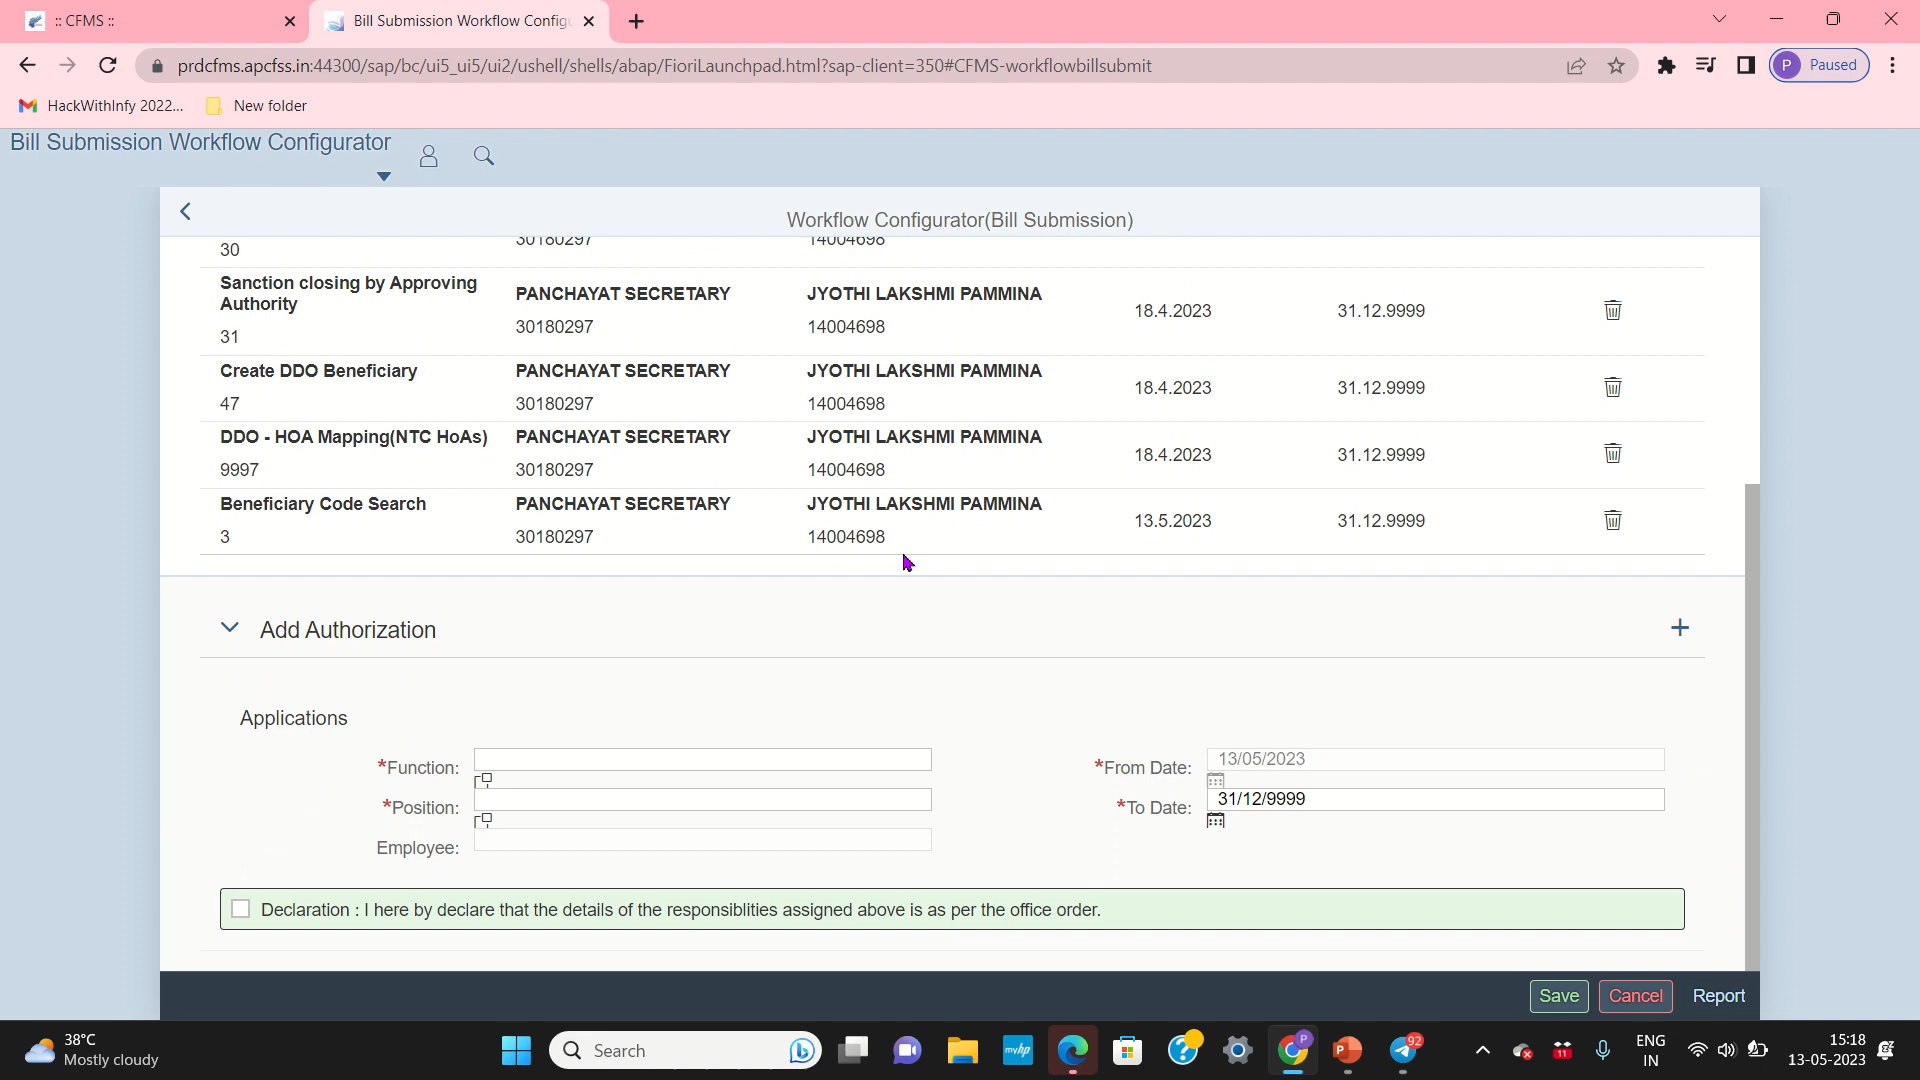 :: CFMS ::
Bill Submission Workflow Config
prdcfms.apcfss.in:44300/sap/bc/ui5_ui5/ui2/ushell/shells/abap/FioriLaunchpad.html?sap-client=350#CFMS-workflowbillsubmit
P Paused
HackWithInfy 2022...
New folder
Bill Submission Workflow Configurator
Workflow Configurator(Bill Submission)
30 30180297 14004698
Sanction closing by Approving Authority
31
PANCHAYAT SECRETARY
30180297
JYOTHI LAKSHMI PAMMINA
14004698
18.4.2023
31.12.9999
Create DDO Beneficiary
47
PANCHAYAT SECRETARY
30180297
JYOTHI LAKSHMI PAMMINA
14004698
18.4.2023
31.12.9999
DDO - HOA Mapping(NTC HoAs)
9997
PANCHAYAT SECRETARY
30180297
JYOTHI LAKSHMI PAMMINA
14004698
18.4.2023
31.12.9999
Beneficiary Code Search
3
PANCHAYAT SECRETARY
30180297
JYOTHI LAKSHMI PAMMINA
14004698
13.5.2023
31.12.9999
Add Authorization
Applications
*Function:
*From Date: 13/05/2023
*Position:
*To Date: 31/12/9999
Employee:
Declaration : I here by declare that the details of the responsiblities assigned above is as per the office order.
Save Cancel Report
38°C
Mostly cloudy
Search
myhp
P
P
92
11
ENG
IN
15:18
13-05-2023